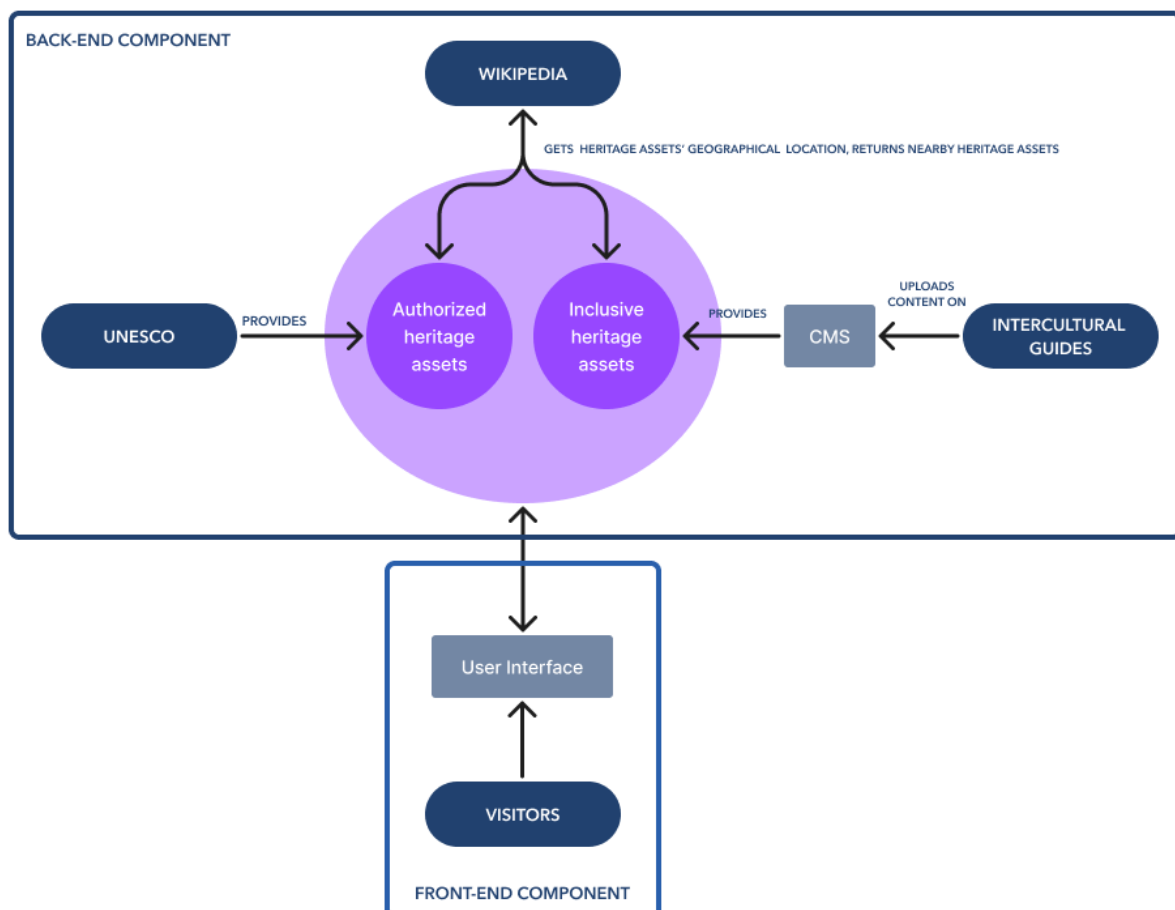 BACK-END COMPONENT
WIKIPEDIA
GETS HERITAGE ASSETS' GEOGRAPHICAL LOCATION, RETURNS NEARBY HERITAGE ASSETS
UNESCO
PROVIDES
Authorized
heritage
assets
Inclusive
heritage
assets
PROVIDES
CMS
UPLOADS
CONTENT ON
INTERCULTURAL
GUIDES
User Interface
VISITORS
FRONT-END COMPONENT